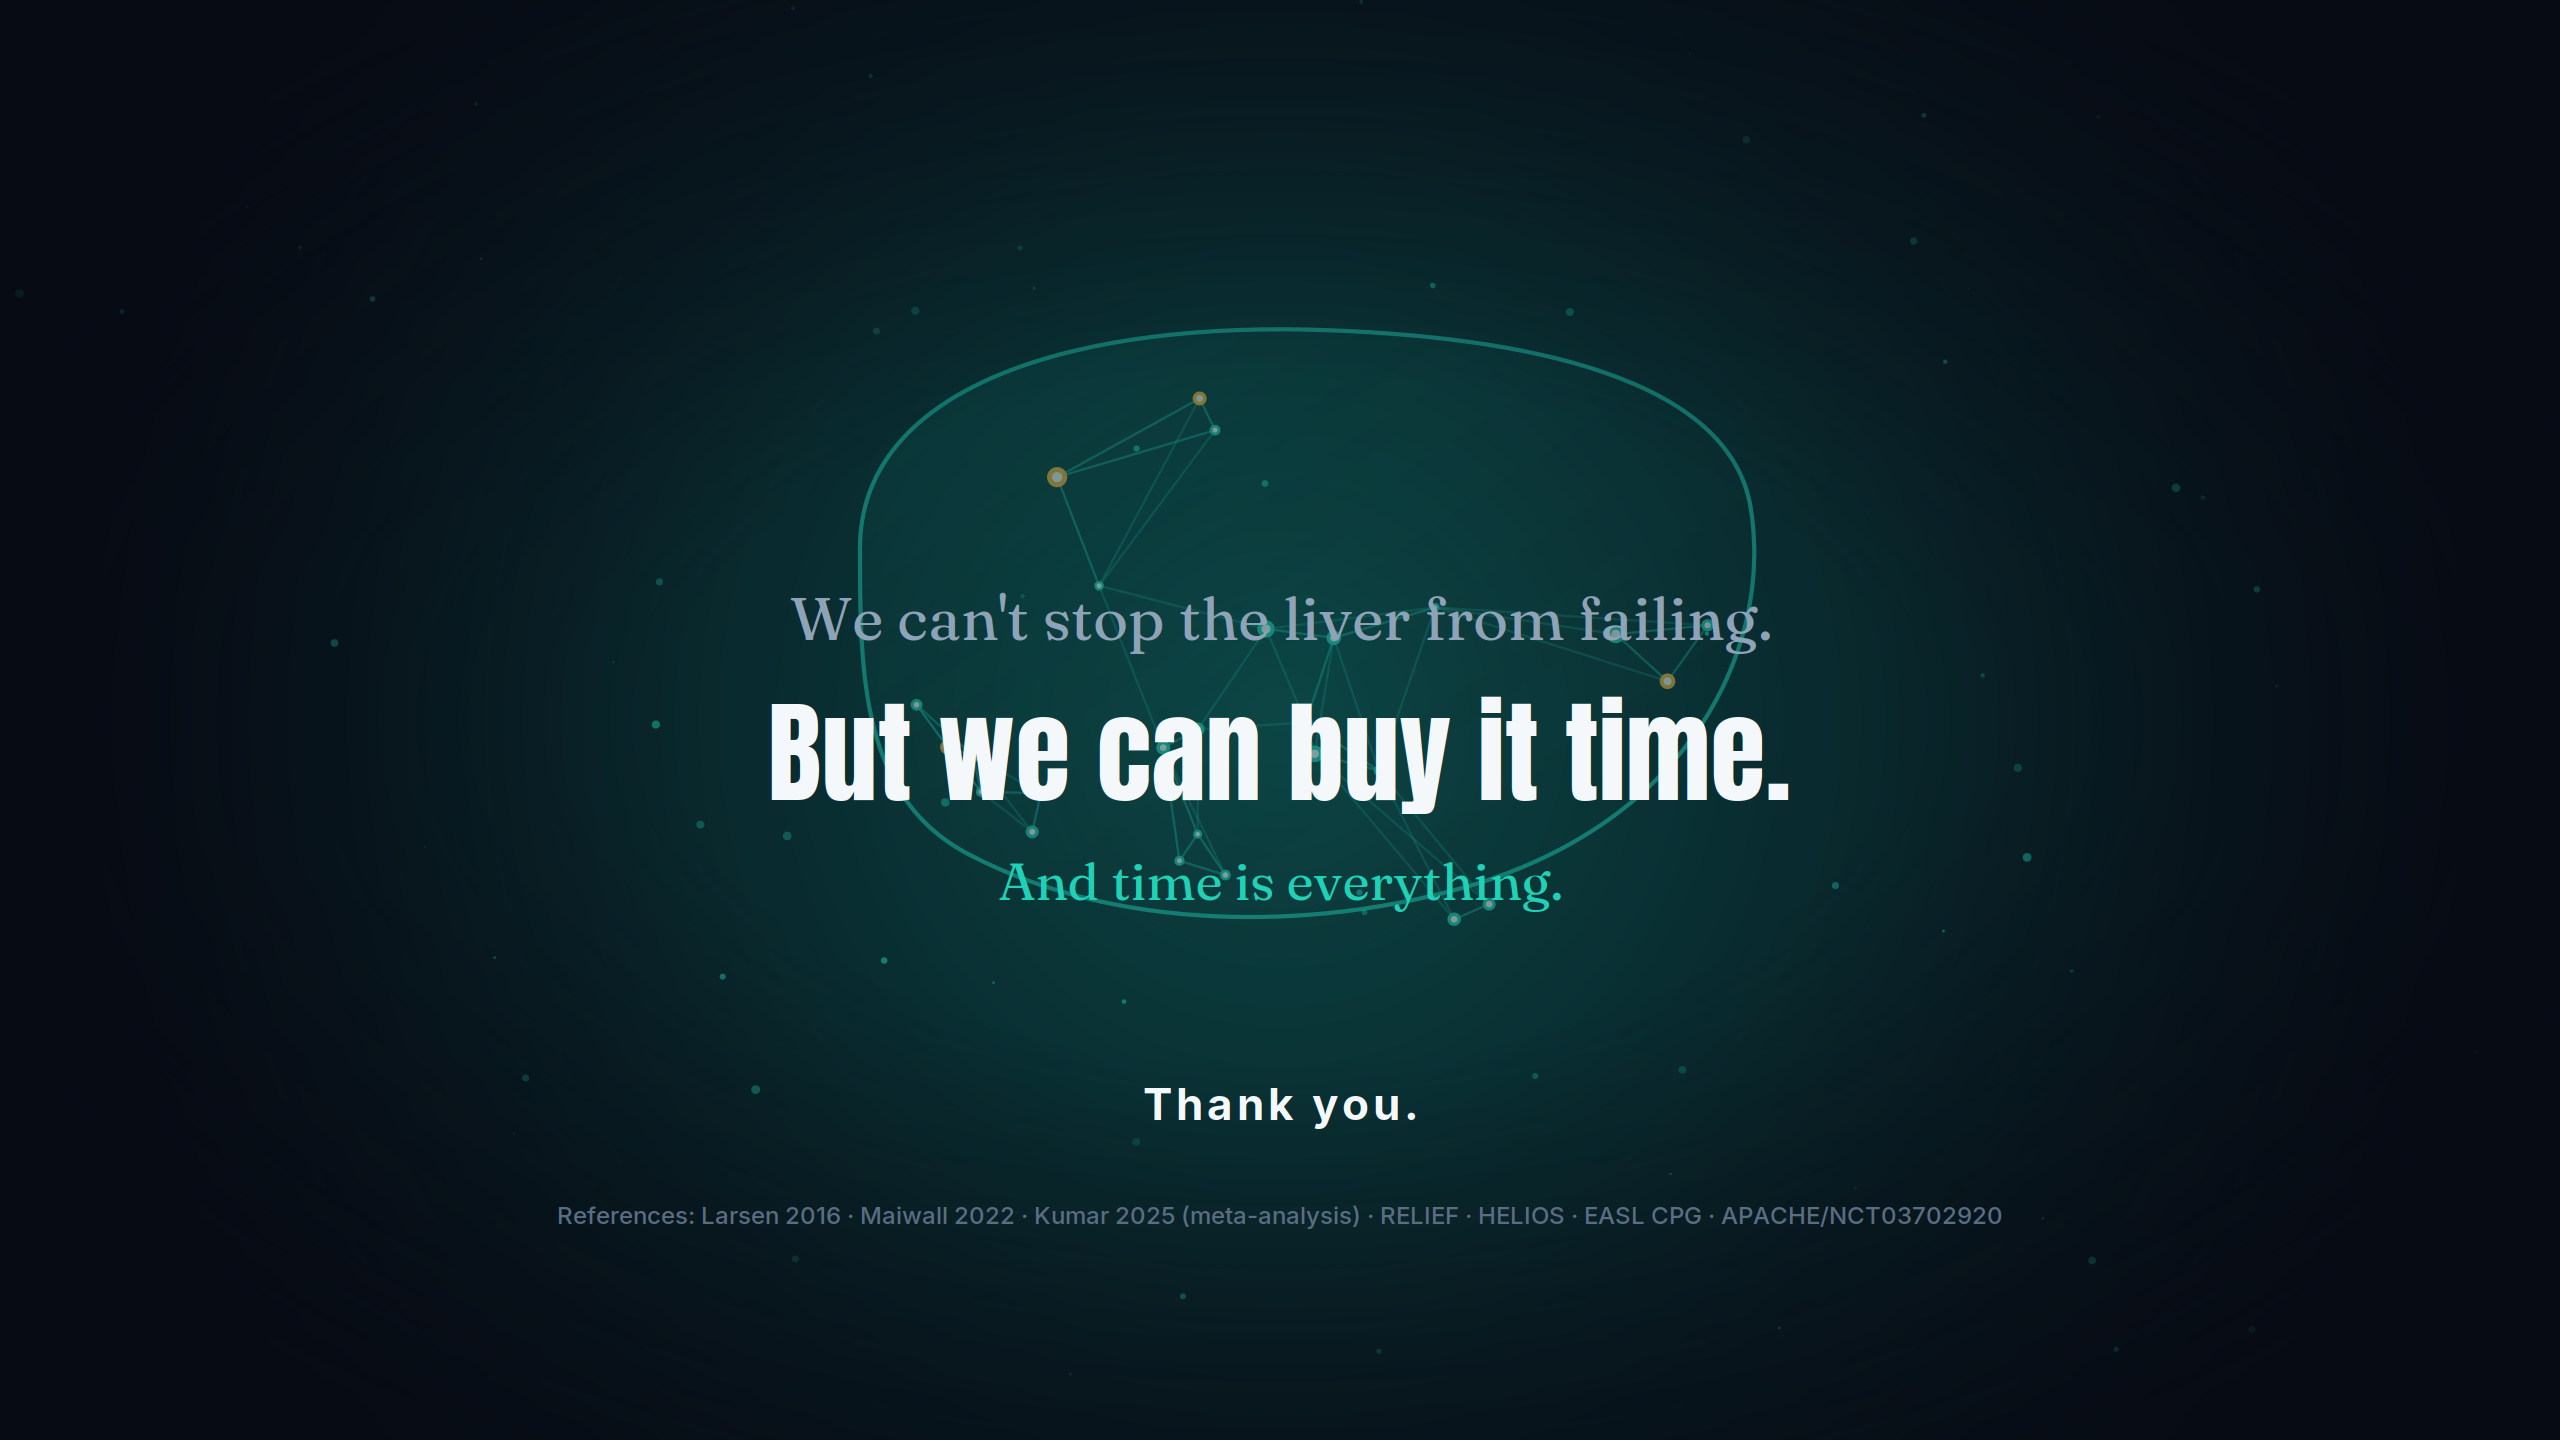 We can't stop the liver from failing.
But we can buy it time.
And time is everything.
Thank you.
References: Larsen 2016 · Maiwall 2022 · Kumar 2025 (meta-analysis) · RELIEF · HELIOS · EASL CPG · APACHE/NCT03702920